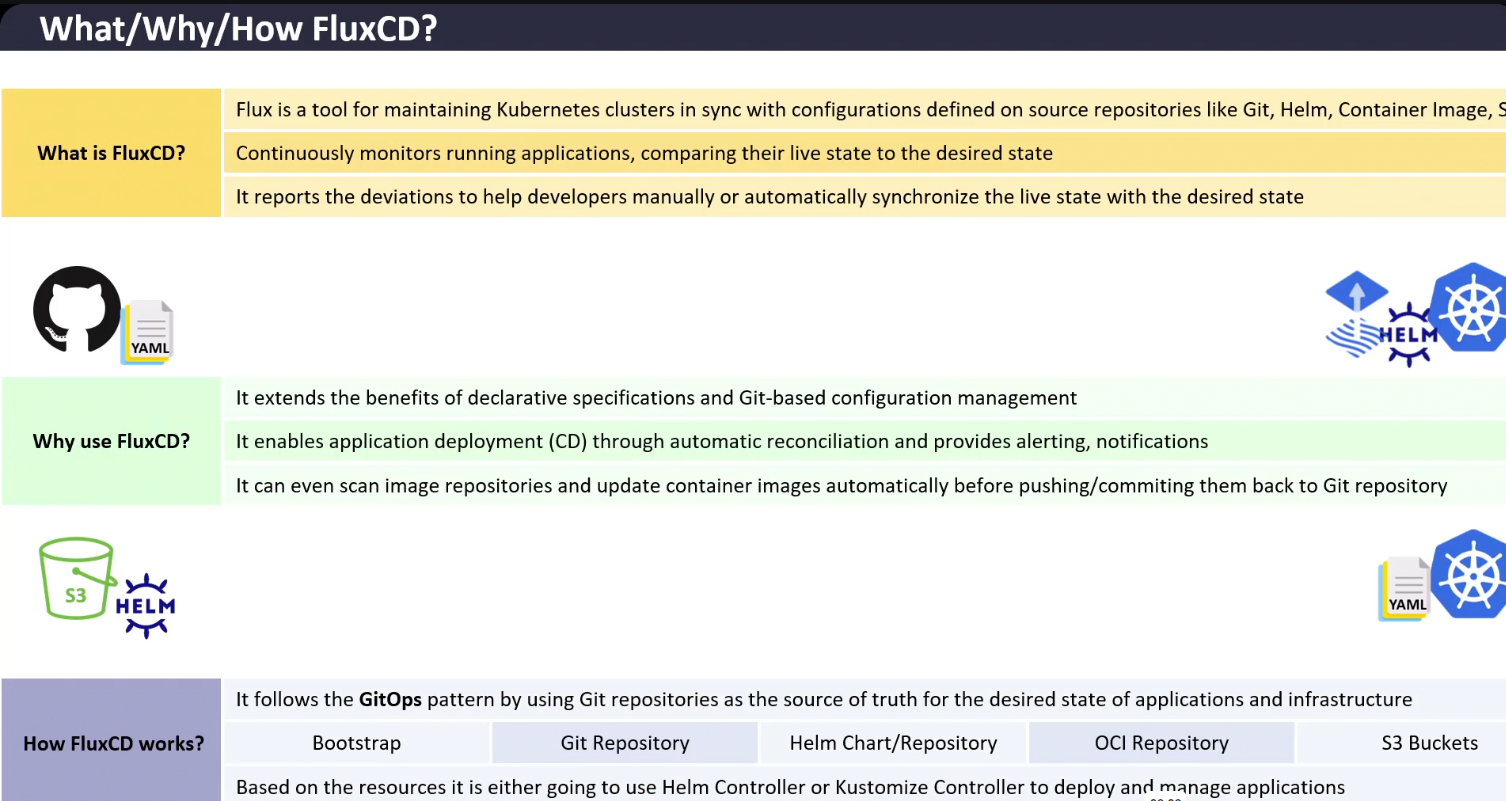 What/Why/How FluxCD?
Flux is a tool for maintaining Kubernetes clusters in sync with configurations defined on source repositories like Git, Helm, Container Image, S
What is FluxCD?
Continuously monitors running applications, comparing their live state to the desired state
It reports the deviations to help developers manually or automatically synchronize the live state with the desired state
YAML
HELM
It extends the benefits of declarative specifications and Git-based configuration management
Why use FluxCD?
It enables application deployment (CD) through automatic reconciliation and provides alerting, notifications
It can even scan image repositories and update container images automatically before pushing/commiting them back to Git repository
S3
HELM
YAML
It follows the GitOps pattern by using Git repositories as the source of truth for the desired state of applications and infrastructure
How FluxCD works?
Bootstrap
Git Repository
Helm Chart/Repository
OCI Repository
S3 Buckets
Based on the resources it is either going to use Helm Controller or Kustomize Controller to deploy and manage applications